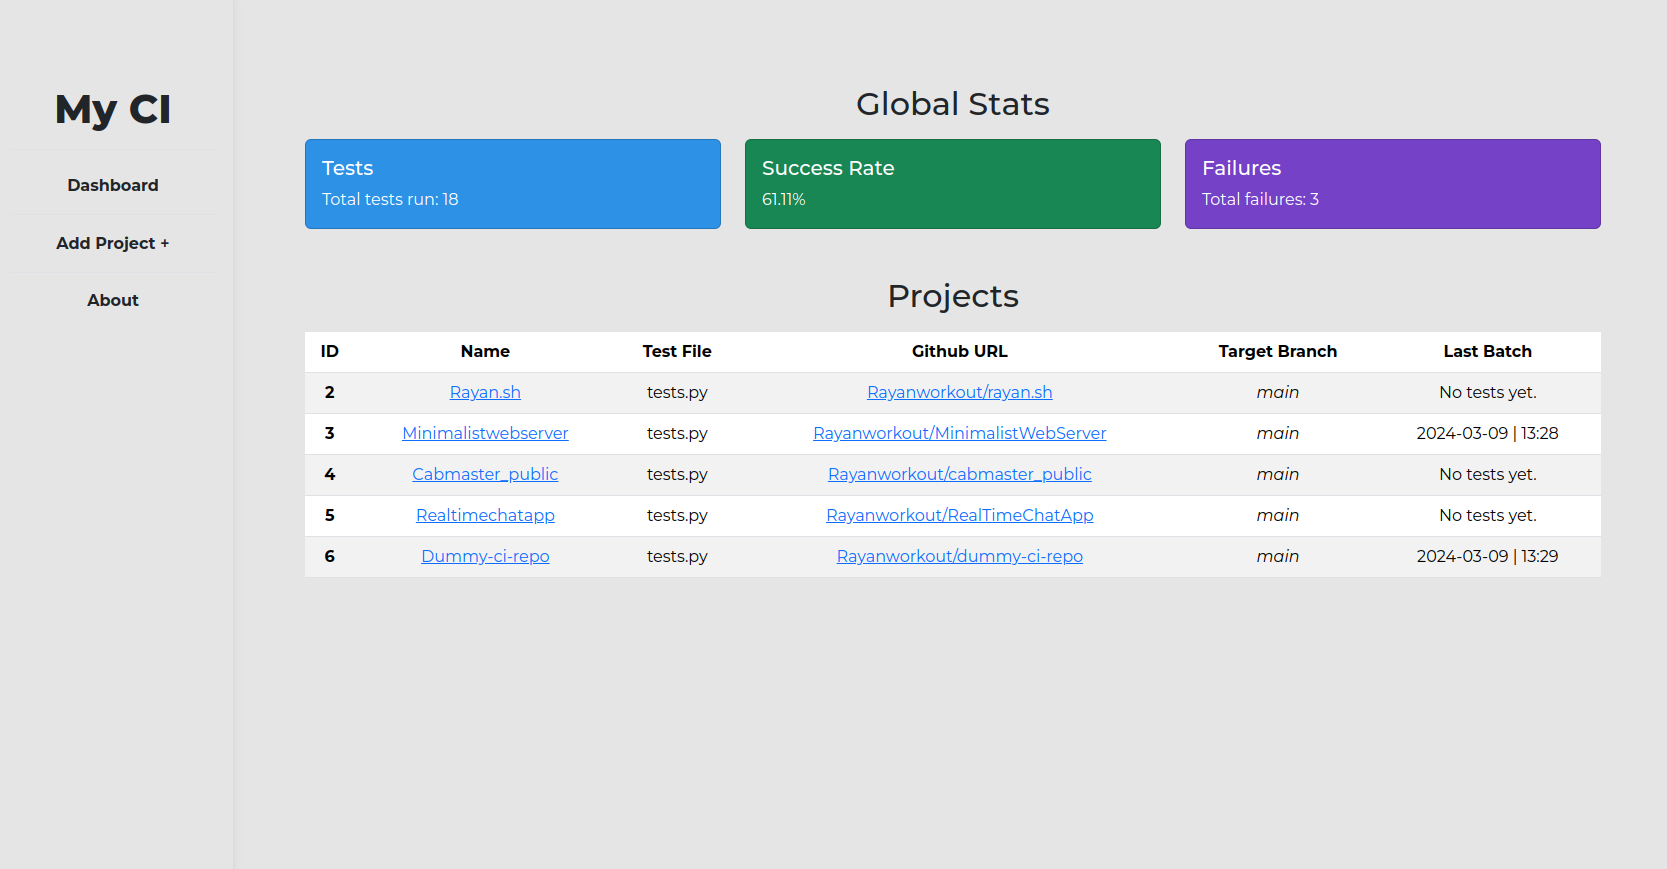 My CI
Dashboard
Add Project +
About
Global Stats
Tests
Total tests run: 18
Success Rate
61.11%
Failures
Total failures: 3
Projects
ID Name Test File Github URL Target Branch Last Batch
2 Rayan.sh tests.py Rayanworkout/rayan.sh main No tests yet.
3 Minimalistwebserver tests.py Rayanworkout/MinimalistWebServer main 2024-03-09 | 13:28
4 Cabmaster_public tests.py Rayanworkout/cabmaster_public main No tests yet.
5 Realtimechatapp tests.py Rayanworkout/RealTimeChatApp main No tests yet.
6 Dummy-ci-repo tests.py Rayanworkout/dummy-ci-repo main 2024-03-09 | 13:29